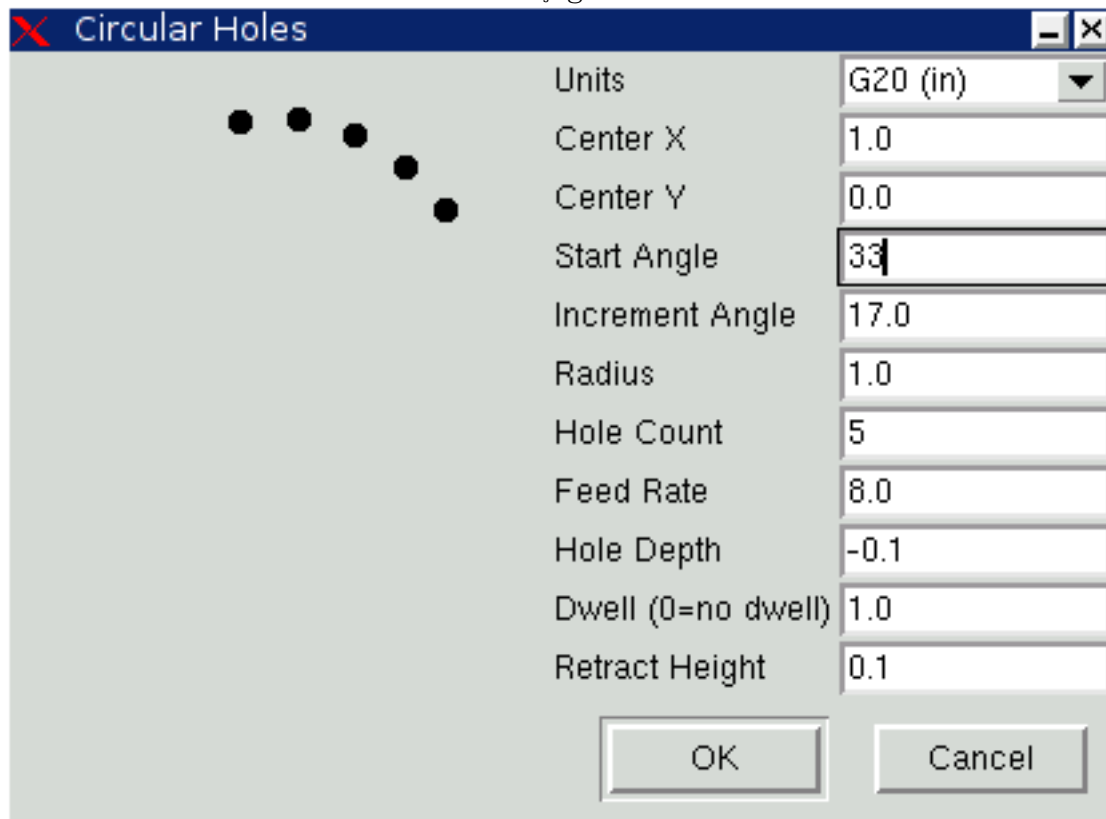 Circular Holes
Units G20 (in)
Center X 1.0
Center Y 0.0
Start Angle 33
Increment Angle 17.0
Radius 1.0
Hole Count 5
Feed Rate 8.0
Hole Depth -0.1
Dwell (0=no dwell) 1.0
Retract Height 0.1
OK Cancel